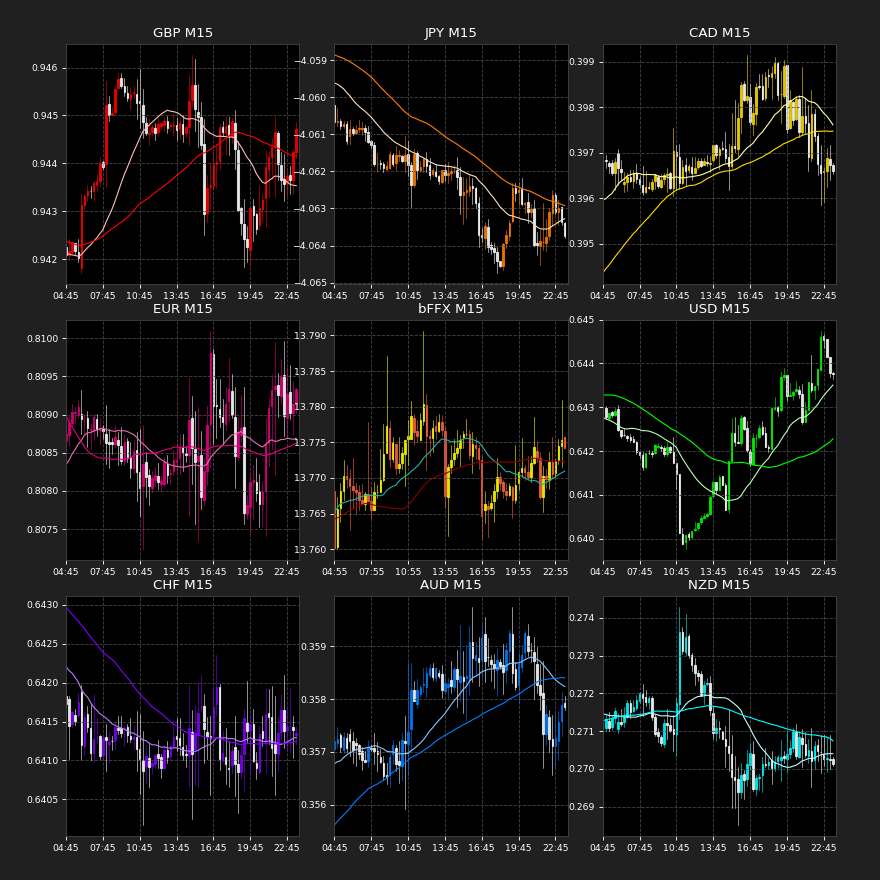 GBP M15
JPY M15
CAD M15
0.946
0.945
0.944
0.943
0.942
04:45 07:45 10:45 13:45 16:45 19:45 22:45
−4.059
−4.060
−4.061
−4.062
−4.063
−4.064
−4.065
04:45 07:45 10:45 13:45 16:45 19:45 22:45
0.399
0.398
0.397
0.396
0.395
04:45 07:45 10:45 13:45 16:45 19:45 22:45
EUR M15
bFFX M15
USD M15
0.8100
0.8095
0.8090
0.8085
0.8080
0.8075
04:45 07:45 10:45 13:45 16:45 19:45 22:45
13.790
13.785
13.780
13.775
13.770
13.765
13.760
04:55 07:55 10:55 13:55 16:55 19:55 22:55
0.645
0.644
0.643
0.642
0.641
0.640
04:45 07:45 10:45 13:45 16:45 19:45 22:45
CHF M15
AUD M15
NZD M15
0.6430
0.6425
0.6420
0.6415
0.6410
0.6405
04:45 07:45 10:45 13:45 16:45 19:45 22:45
0.359
0.358
0.357
0.356
04:45 07:45 10:45 13:45 16:45 19:45 22:45
0.274
0.273
0.272
0.271
0.270
0.269
04:45 07:45 10:45 13:45 16:45 19:45 22:45